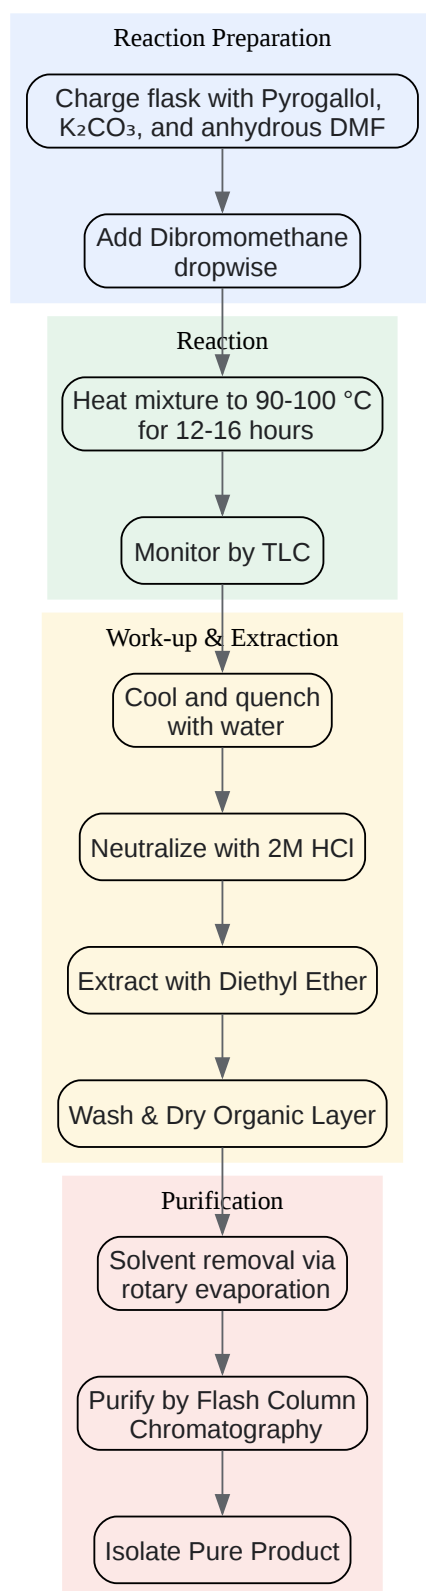 Reaction Preparation
Charge flask with Pyrogallol,
K₂CO₃, and anhydrous DMF
Add Dibromomethane
dropwise
Reaction
Heat mixture to 90-100 °C
for 12-16 hours
Monitor by TLC
Work-up & Extraction
Cool and quench
with water
Neutralize with 2M HCl
Extract with Diethyl Ether
Wash & Dry Organic Layer
Purification
Solvent removal via
rotary evaporation
Purify by Flash Column
Chromatography
Isolate Pure Product